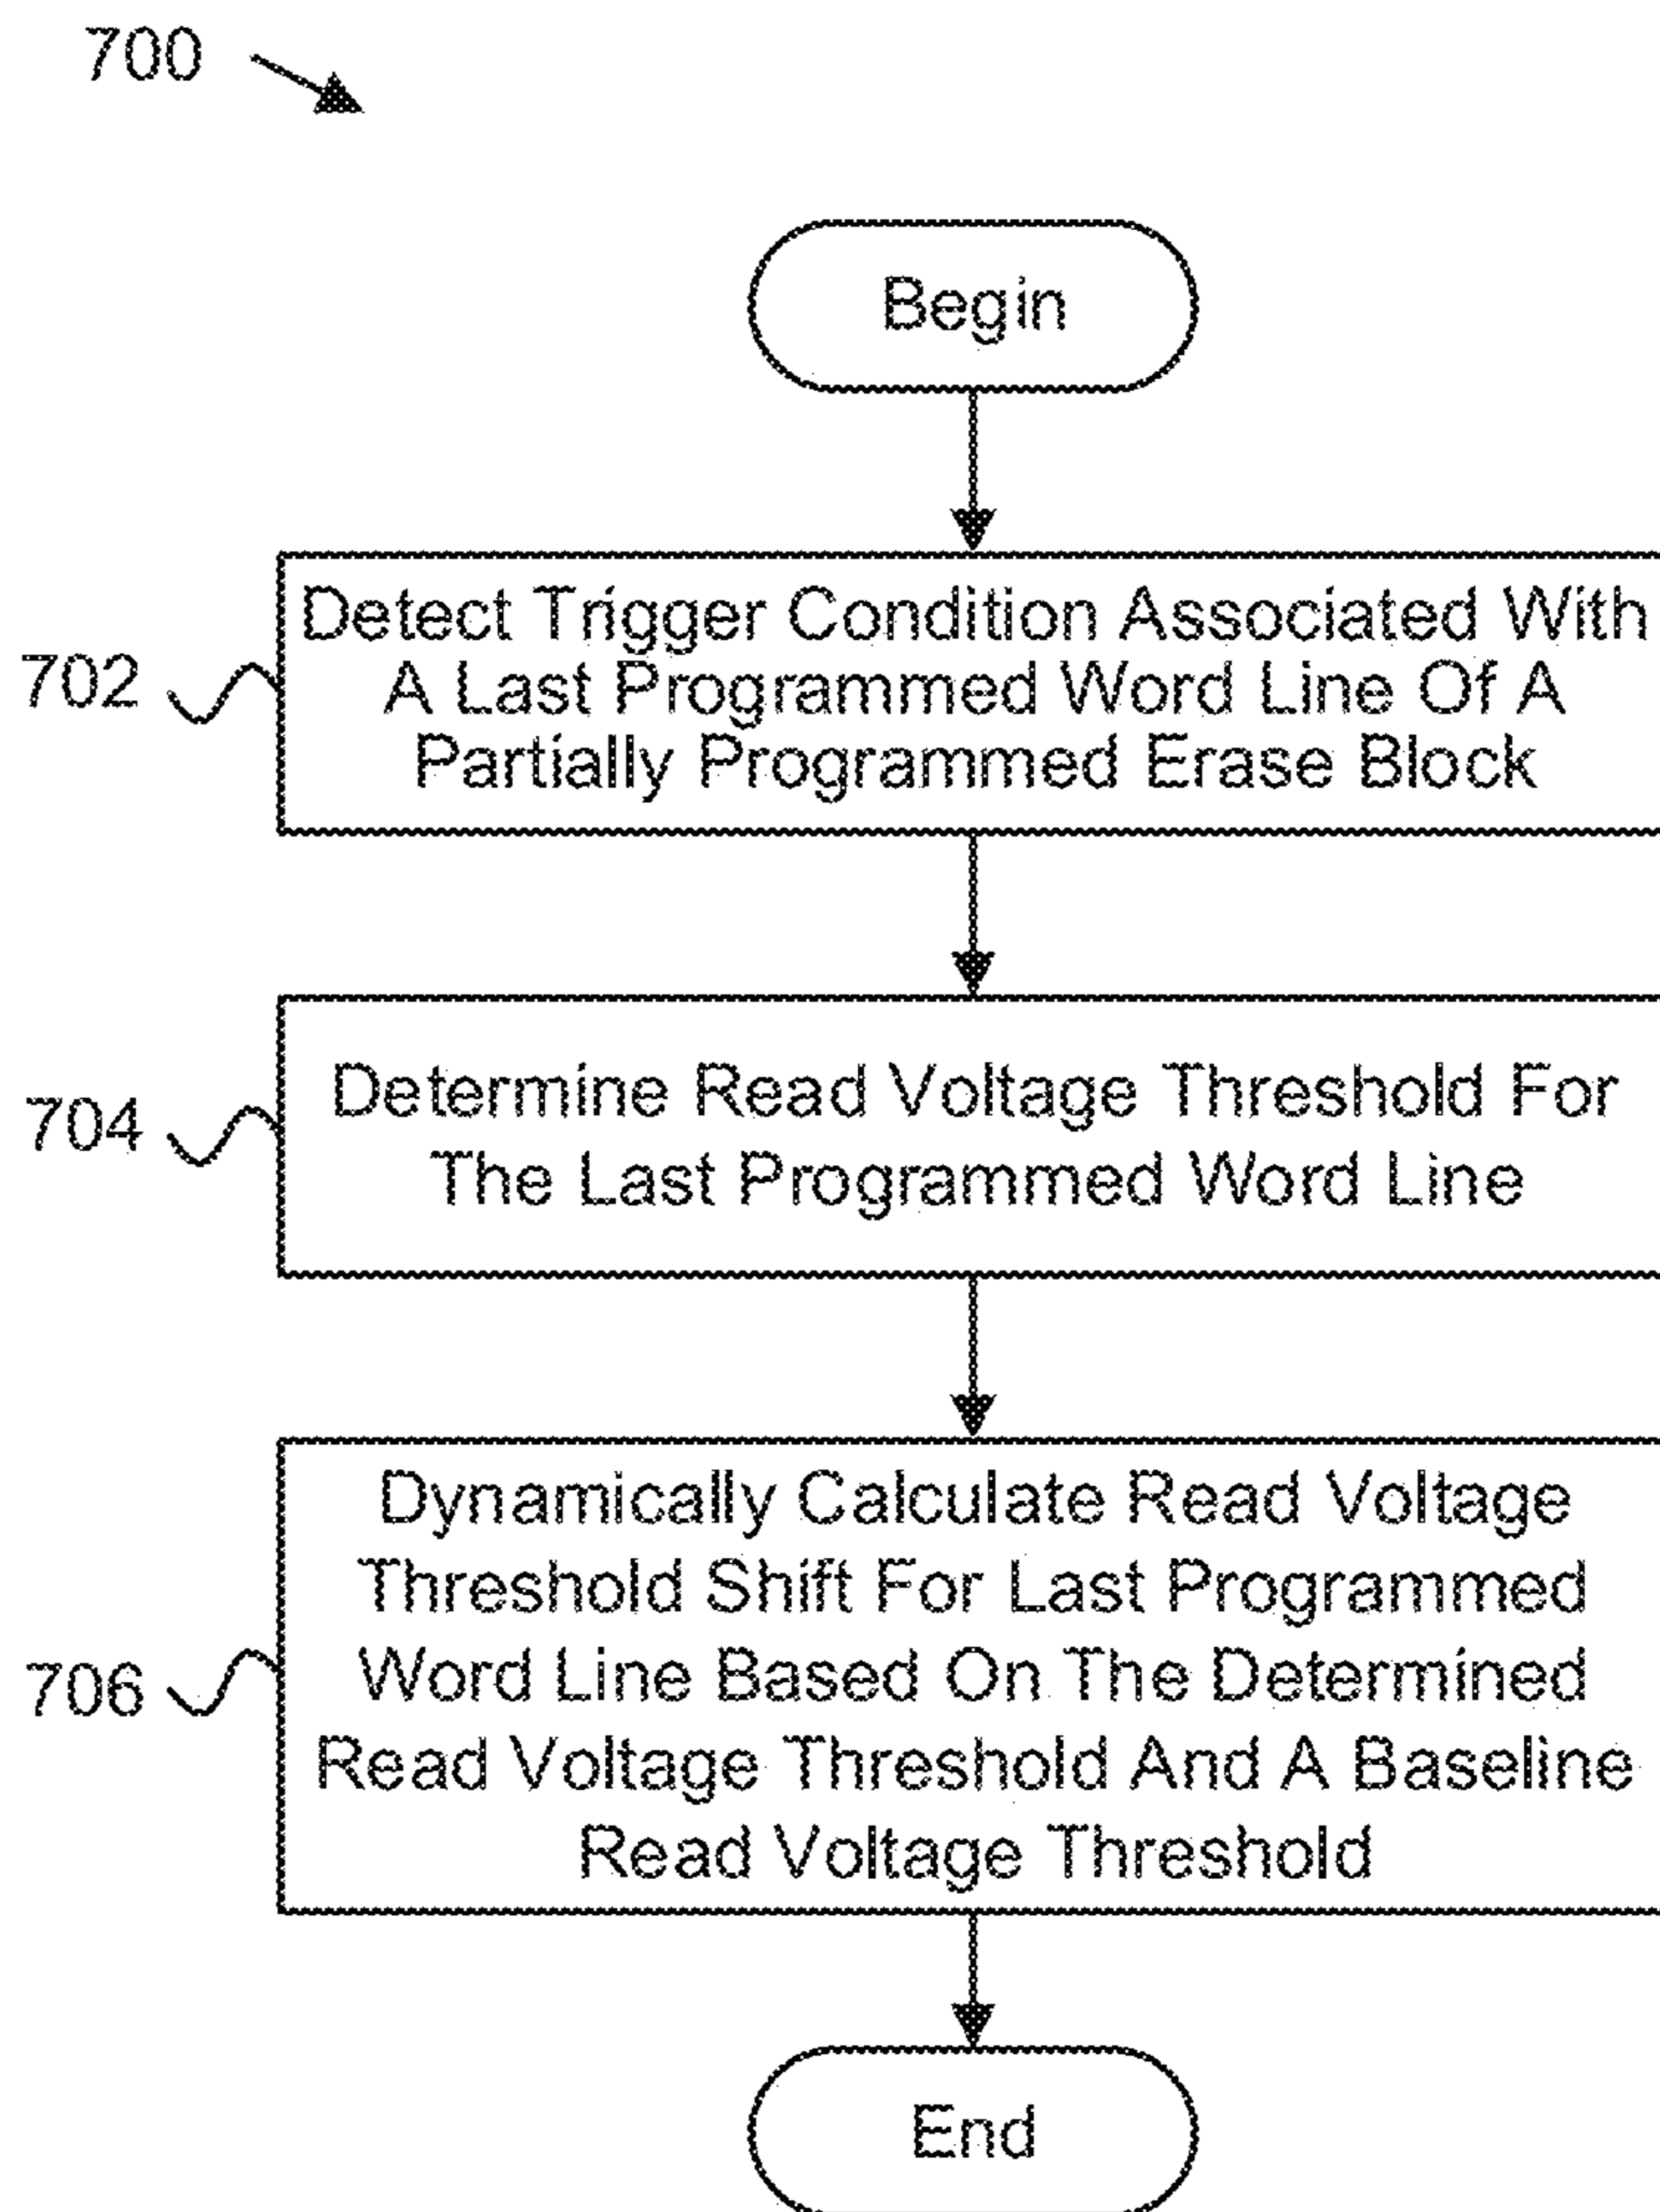 700
Begin
702
Detect Trigger Condition Associated With
A Last Programmed Word Line Of A
Partially Programmed Erase Block
704
Determine Read Voltage Threshold For
The Last Programmed Word Line
706
Dynamically Calculate Read Voltage
Threshold Shift For Last Programmed
Word Line Based On The Determined
Read Voltage Threshold And A Baseline
Read Voltage Threshold
End